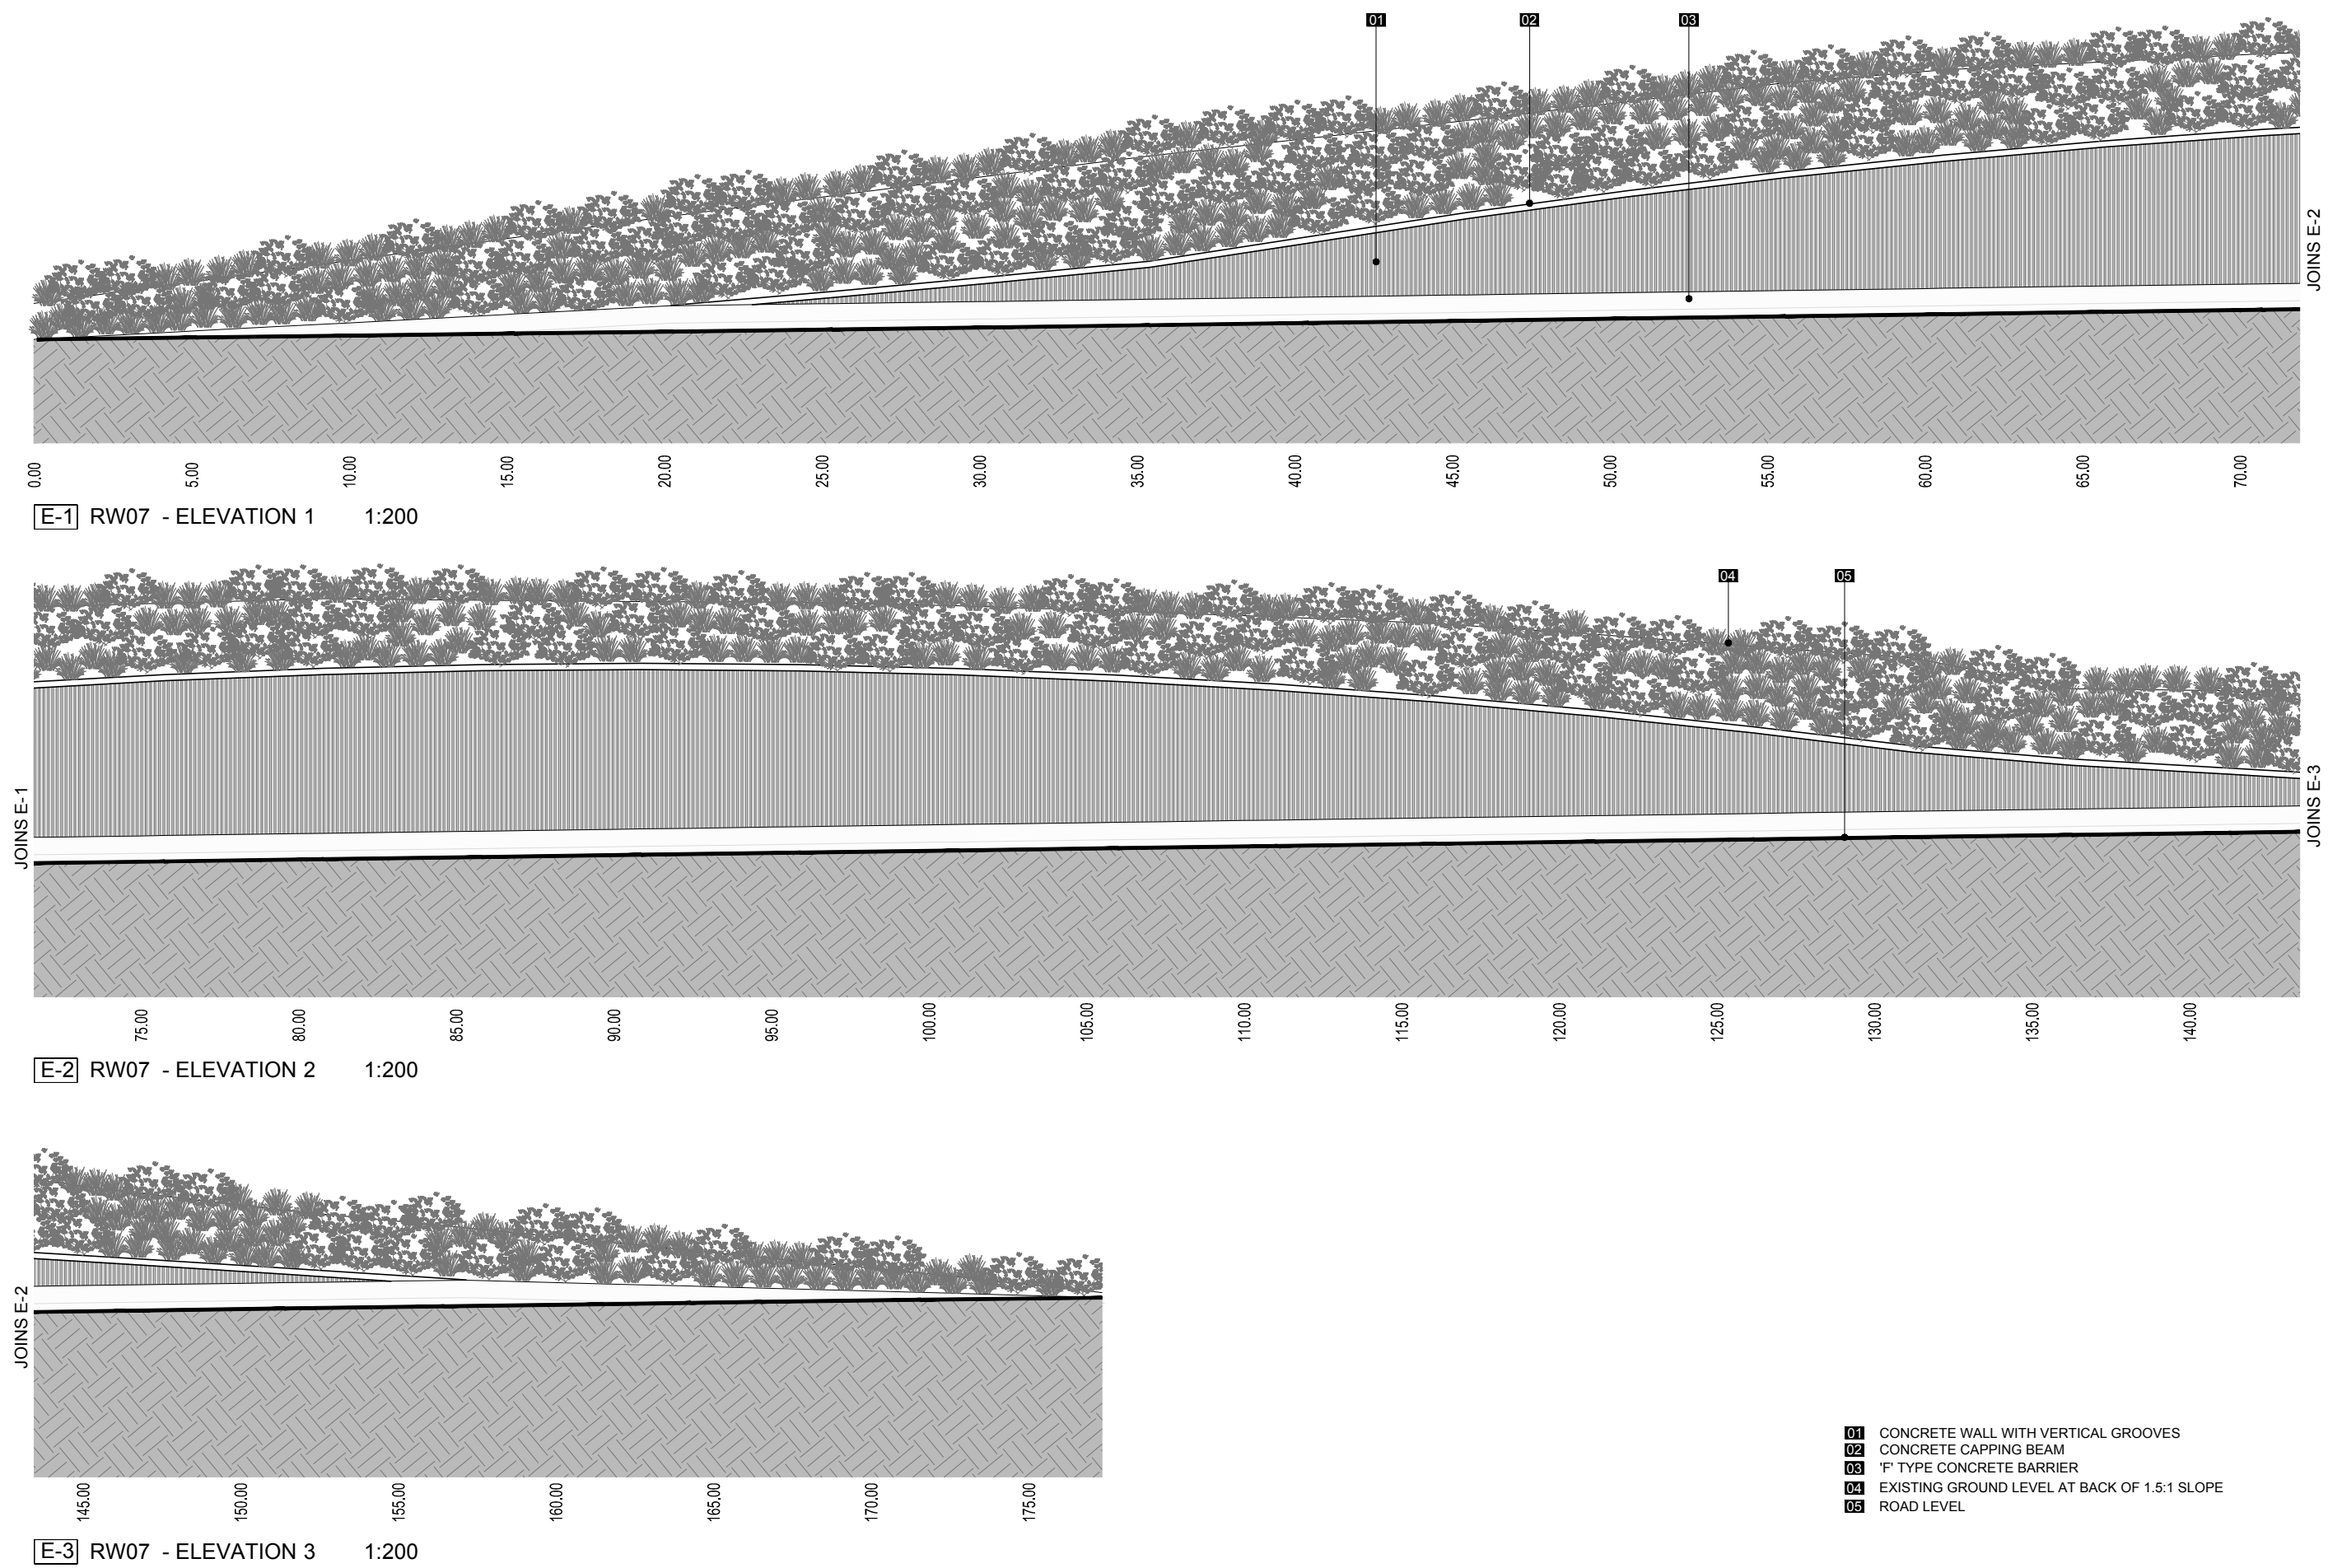 01 02 03
JOINS E-2
0.00 5.00 10.00 15.00 20.00 25.00 30.00 35.00 40.00 45.00 50.00 55.00 60.00 65.00 70.00
E-1 RW07 - ELEVATION 1 1:200
04 05
JOINS E-1
JOINS E-3
75.00 80.00 85.00 90.00 95.00 100.00 105.00 110.00 115.00 120.00 125.00 130.00 135.00 140.00
E-2 RW07 - ELEVATION 2 1:200
JOINS E-2
145.00 150.00 155.00 160.00 165.00 170.00 175.00
E-3 RW07 - ELEVATION 3 1:200
01 CONCRETE WALL WITH VERTICAL GROOVES
02 CONCRETE CAPPING BEAM
03 'F' TYPE CONCRETE BARRIER
04 EXISTING GROUND LEVEL AT BACK OF 1.5:1 SLOPE
05 ROAD LEVEL